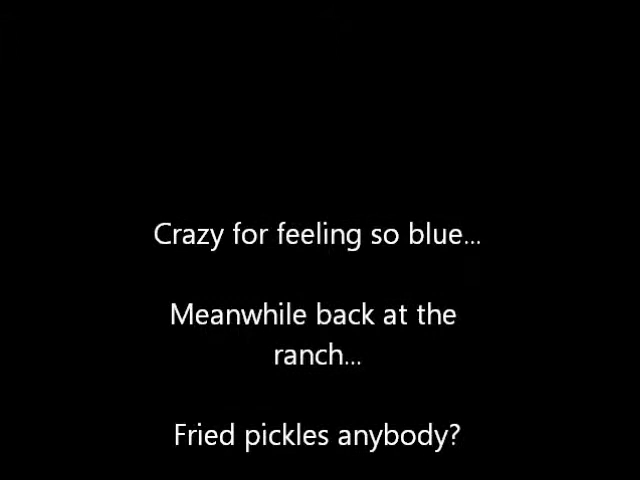 Crazy for feeling so blue...
Meanwhile back at the
ranch...
Fried pickles anybody?